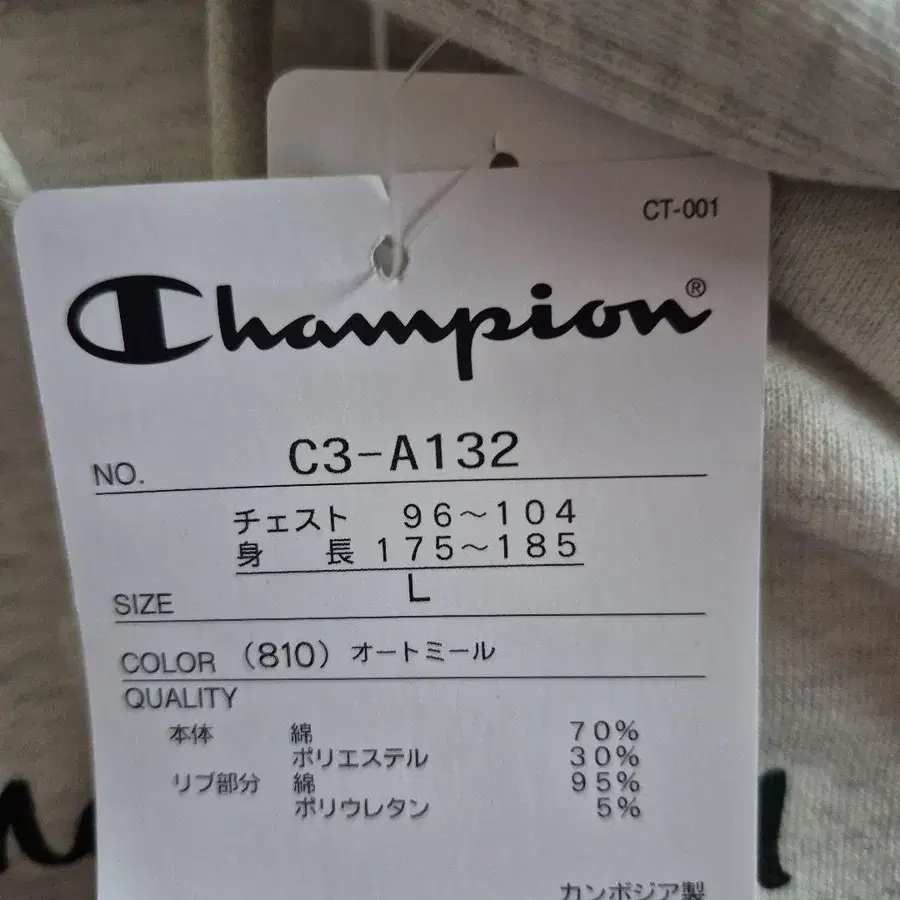 CT-001
Champion®
NO. C3-A132
チェスト 96～104
身 長 175～185
SIZE L
COLOR (810) オートミール
QUALITY
本体 綿 70%
ポリエステル 30%
リブ部分 綿 95%
ポリウレタン 5%
カンボジア製